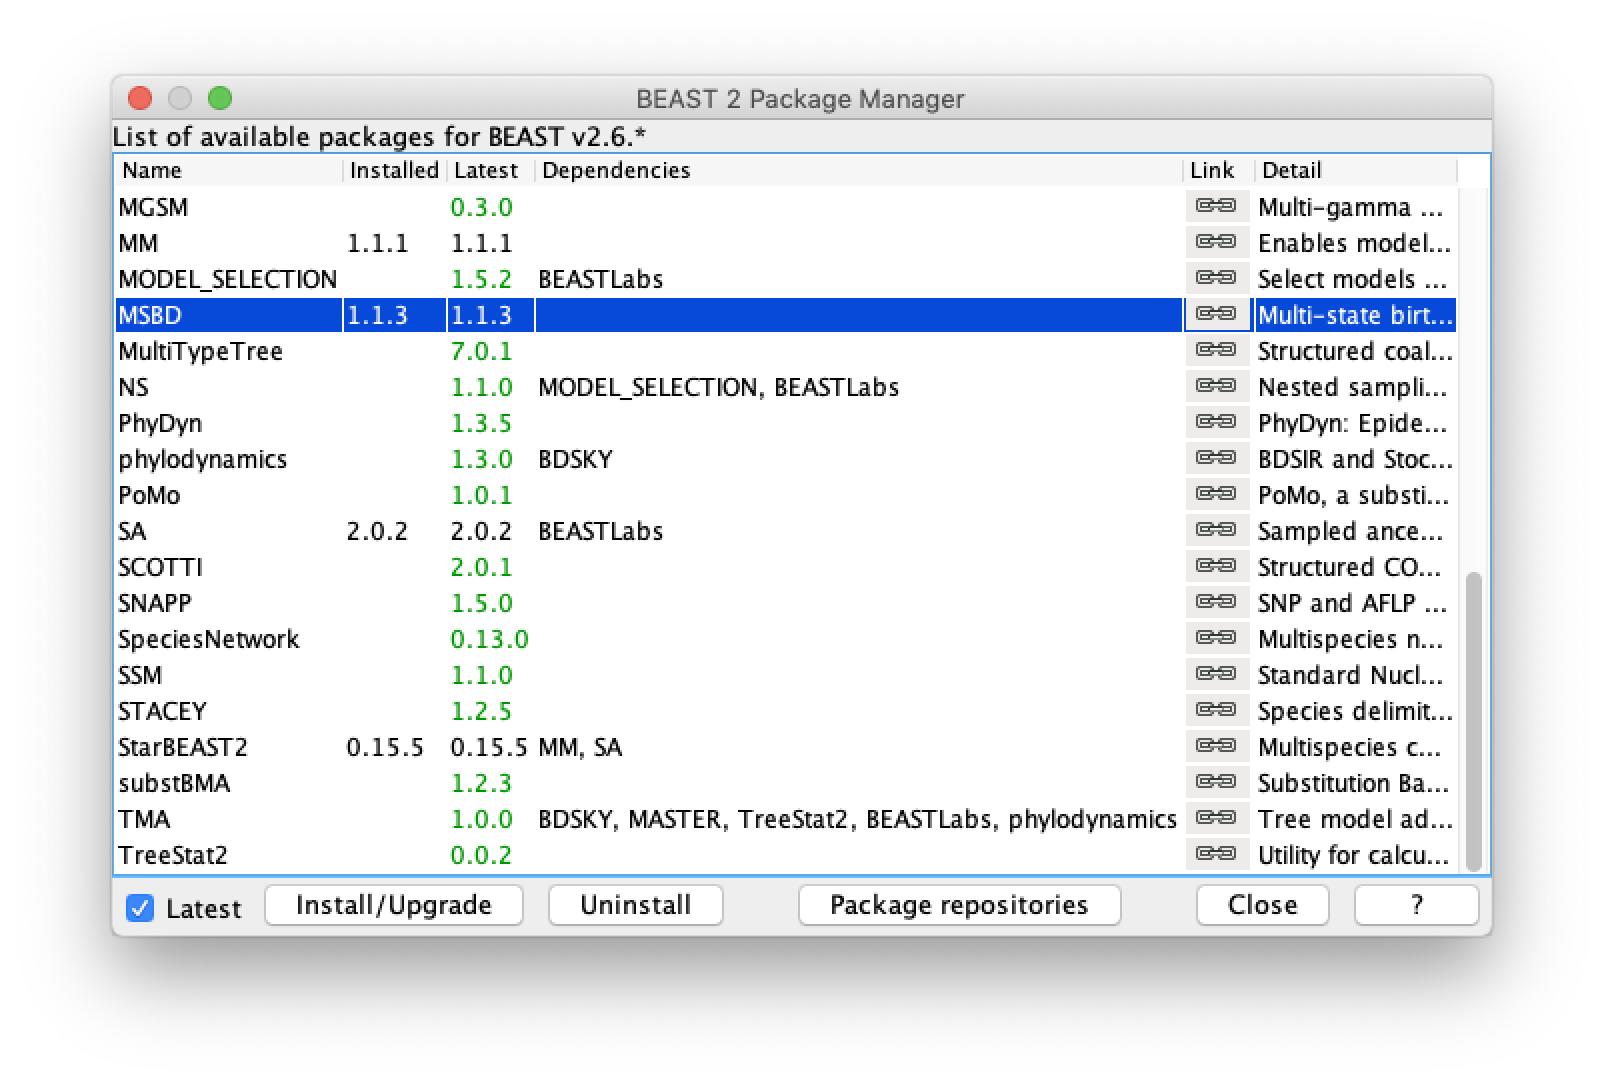 BEAST 2 Package Manager
List of available packages for BEAST v2.6.*
Name Installed Latest Dependencies Link Detail
MGSM 0.3.0 Multi-gamma ...
MM 1.1.1 1.1.1 Enables model...
MODEL_SELECTION 1.5.2 BEASTLabs Select models ...
MSBD 1.1.3 1.1.3 Multi-state birt...
MultiTypeTree 7.0.1 Structured coal...
NS 1.1.0 MODEL_SELECTION, BEASTLabs Nested sampli...
PhyDyn 1.3.5 PhyDyn: Epide...
phylodynamics 1.3.0 BDSKY BDSIR and Stoc...
PoMo 1.0.1 PoMo, a substi...
SA 2.0.2 2.0.2 BEASTLabs Sampled ance...
SCOTTI 2.0.1 Structured CO...
SNAPP 1.5.0 SNP and AFLP ...
SpeciesNetwork 0.13.0 Multispecies n...
SSM 1.1.0 Standard Nucl...
STACEY 1.2.5 Species delimit...
StarBEAST2 0.15.5 0.15.5 MM, SA Multispecies c...
substBMA 1.2.3 Substitution Ba...
TMA 1.0.0 BDSKY, MASTER, TreeStat2, BEASTLabs, phylodynamics Tree model ad...
TreeStat2 0.0.2 Utility for calcu...
Latest Install/Upgrade Uninstall Package repositories Close ?